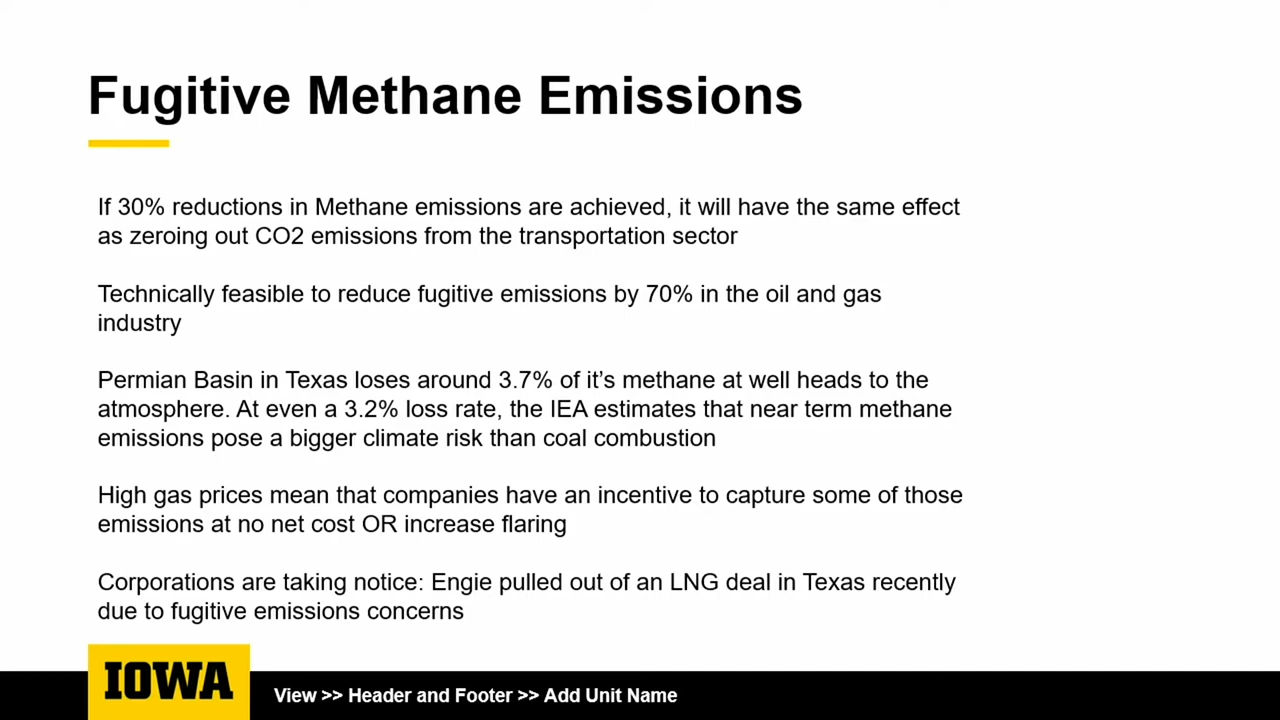 Fugitive Methane Emissions
If 30% reductions in Methane emissions are achieved, it will have the same effect
as zeroing out CO2 emissions from the transportation sector
Technically feasible to reduce fugitive emissions by 70% in the oil and gas
industry
Permian Basin in Texas loses around 3.7% of it's methane at well heads to the
atmosphere. At even a 3.2% loss rate, the IEA estimates that near term methane
emissions pose a bigger climate risk than coal combustion
High gas prices mean that companies have an incentive to capture some of those
emissions at no net cost OR increase flaring
Corporations are taking notice: Engie pulled out of an LNG deal in Texas recently
due to fugitive emissions concerns
IOWA
View >> Header and Footer >> Add Unit Name